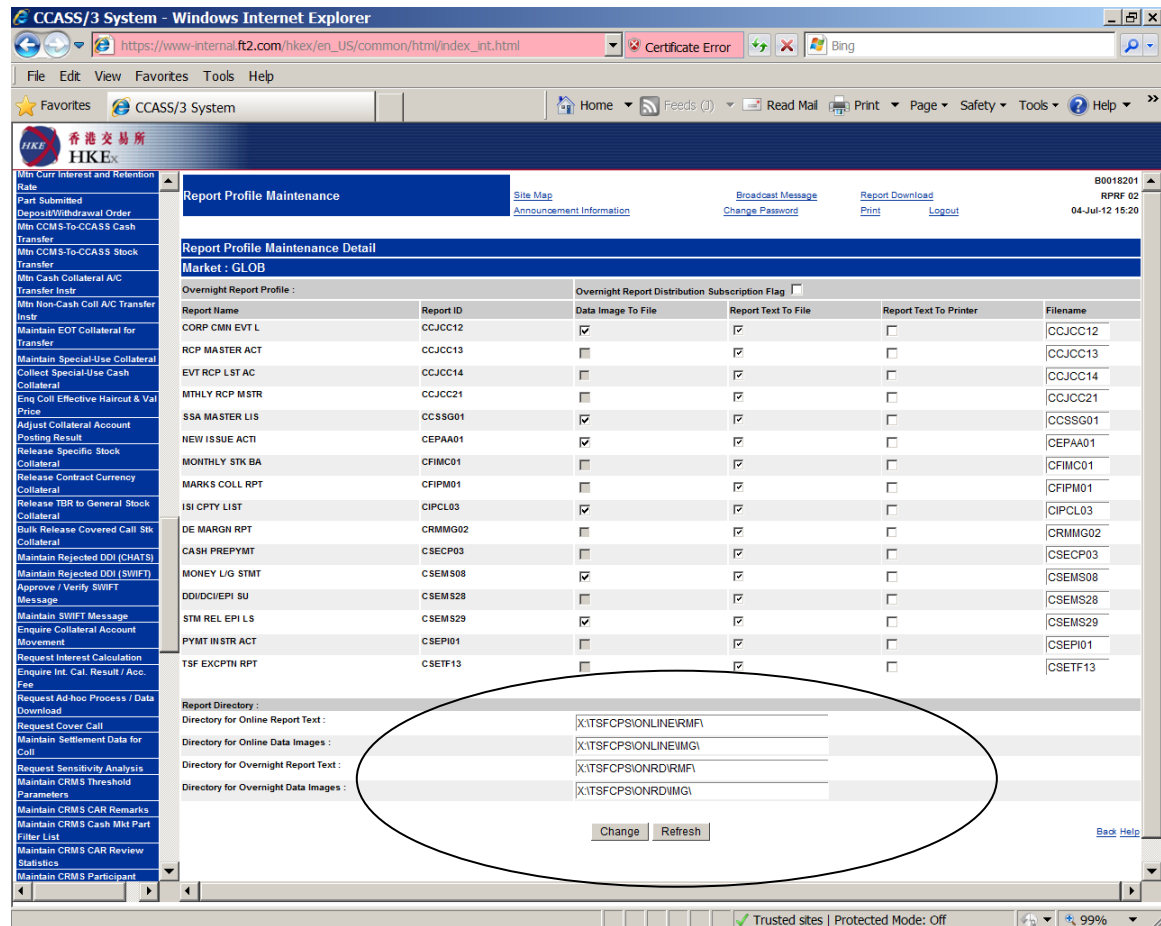 CCASS/3 System - Windows Internet Explorer
https://www-internal.ft2.com/hkex/en_US/common/html/index_int.html
Certificate Error
Bing
File Edit View Favorites Tools Help
Favorites
CCASS/3 System
Home
Feeds (J)
Read Mail
Print
Page
Safety
Tools
Help
HKEx
香港交易所
HKEx
Mtn Curr Interest and Retention
Rate
Part Submitted
Deposit/Withdrawal Order
Mtn CCMS-To-CCASS Cash
Transfer
Mtn CCMS-To-CCASS Stock
Transfer
Mtn Cash Collateral A/C
Transfer Instr
Mtn Non-Cash Coll A/C Transfer
Instr
Maintain EOT Collateral for
Transfer
Maintain Special-Use Collateral
Collect Special-Use Cash
Collateral
Enq Coll Effective Haircut & Val
Price
Adjust Collateral Account
Posting Result
Release Specific Stock
Collateral
Release Contract Currency
Collateral
Release TBR to General Stock
Collateral
Bulk Release Covered Call Stk
Collateral
Maintain Rejected DDI (CHATS)
Maintain Rejected DDI (SWIFT)
Approve / Verify SWIFT
Message
Maintain SWIFT Message
Enquire Collateral Account
Movement
Request Interest Calculation
Enquire Int. Cal. Result / Acc.
Fee
Request Ad-hoc Process / Data
Download
Request Cover Call
Maintain Settlement Data for
Coll
Request Sensitivity Analysis
Maintain CRMS Threshold
Parameters
Maintain CRMS CAR Remarks
Maintain CRMS Cash Mkt Part
Filter List
Maintain CRMS CAR Review
Statistics
Maintain CRMS Participant
Report Profile Maintenance
Site Map
Broadcast Message
Report Download
Announcement Information
Change Password
Print
Logout
B0018201
RPRF 02
04-Jul-12 15:20
Report Profile Maintenance Detail
Market : GLOB
Overnight Report Profile : Overnight Report Distribution Subscription Flag
Report Name Report ID Data Image To File Report Text To File Report Text To Printer Filename
CORP CMN EVT L CCJCC12 CCJCC12
RCP MASTER ACT CCJCC13 CCJCC13
EVT RCP LST AC CCJCC14 CCJCC14
MTHLY RCP MSTR CCJCC21 CCJCC21
SSA MASTER LIS CCSSG01 CCSSG01
NEW ISSUE ACTI CEPAA01 CEPAA01
MONTHLY STK BA CFIMC01 CFIMC01
MARKS COLL RPT CFIPM01 CFIPM01
ISI CPTY LIST CIPCL03 CIPCL03
DE MARGN RPT CRMMG02 CRMMG02
CASH PREPYMT CSECP03 CSECP03
MONEY L/G STMT CSEMS08 CSEMS08
DDI/DCI/EPI SU CSEMS28 CSEMS28
STM REL EPI LS CSEMS29 CSEMS29
PYMT INSTR ACT CSEPI01 CSEPI01
TSF EXCPTN RPT CSETF13 CSETF13
Report Directory :
Directory for Online Report Text : X:\TSFCPS\ONLINE\RMF\
Directory for Online Data Images : X:\TSFCPS\ONLINE\IMG\
Directory for Overnight Report Text : X:\TSFCPS\ONRD\RMF\
Directory for Overnight Data Images : X:\TSFCPS\ONRD\IMG\
Change Refresh
Back Help
Trusted sites | Protected Mode: Off
99%